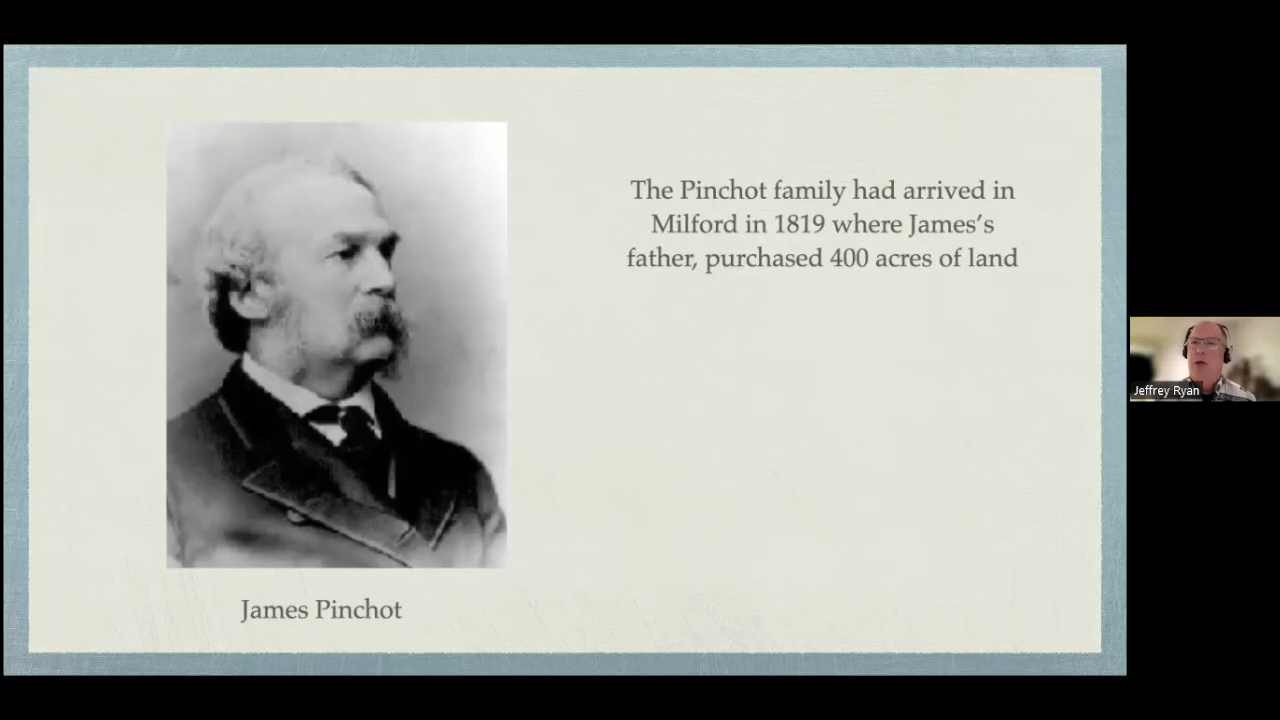 The Pinchot family had arrived in
Milford in 1819 where James’s
father, purchased 400 acres of land
James Pinchot
Jeffrey Ryan